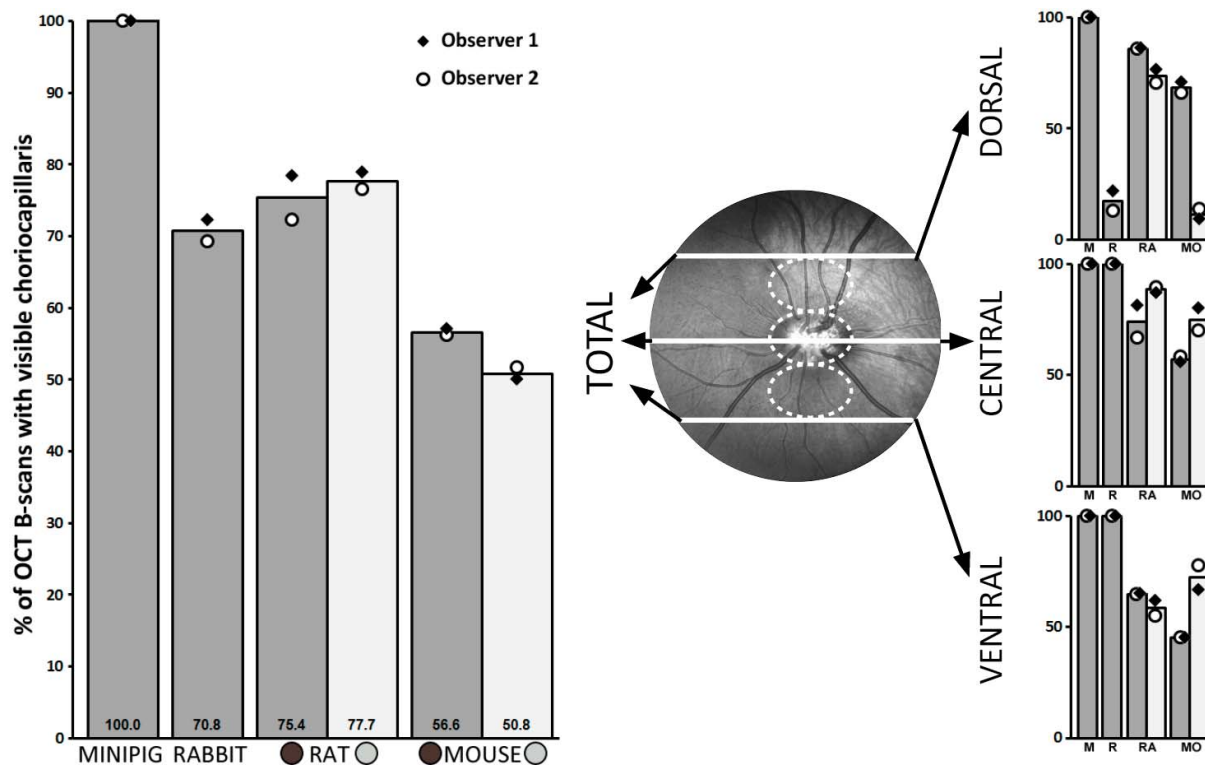 % of OCT B-scans with visible choriocapillaris
100
90
80
70
60
50
40
30
20
10
0
Observer 1
Observer 2
100.0
70.8
75.4
77.7
56.6
50.8
MINIPIG RABBIT RAT MOUSE
TOTAL
DORSAL
100
50
0
M R RA MO
CENTRAL
100
50
0
M R RA MO
VENTRAL
100
50
0
M R RA MO